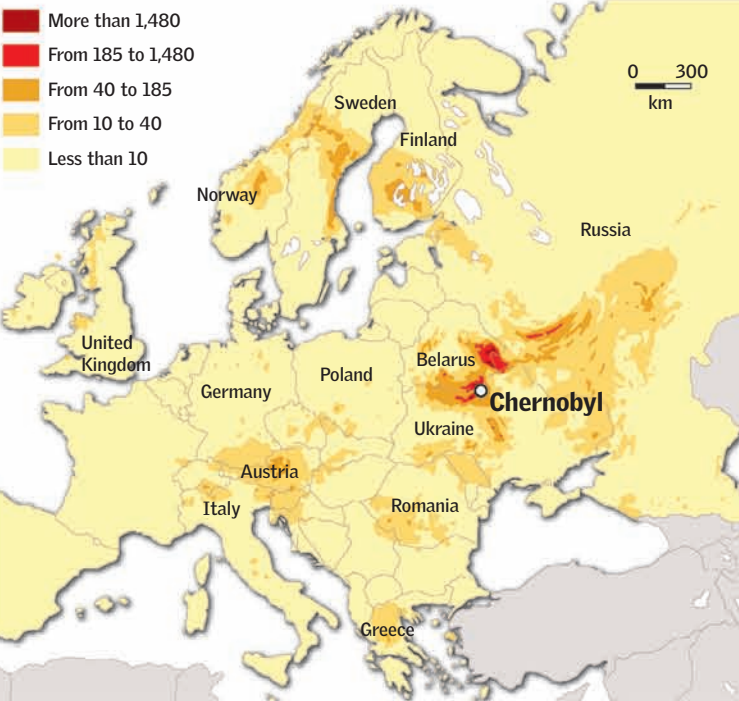 More than 1,480
From 185 to 1,480
From 40 to 185
From 10 to 40
Less than 10
0 300
km
Sweden
Finland
Norway
Russia
United
Kingdom
Belarus
Poland
Germany
Chernobyl
Ukraine
Austria
Italy
Romania
Greece